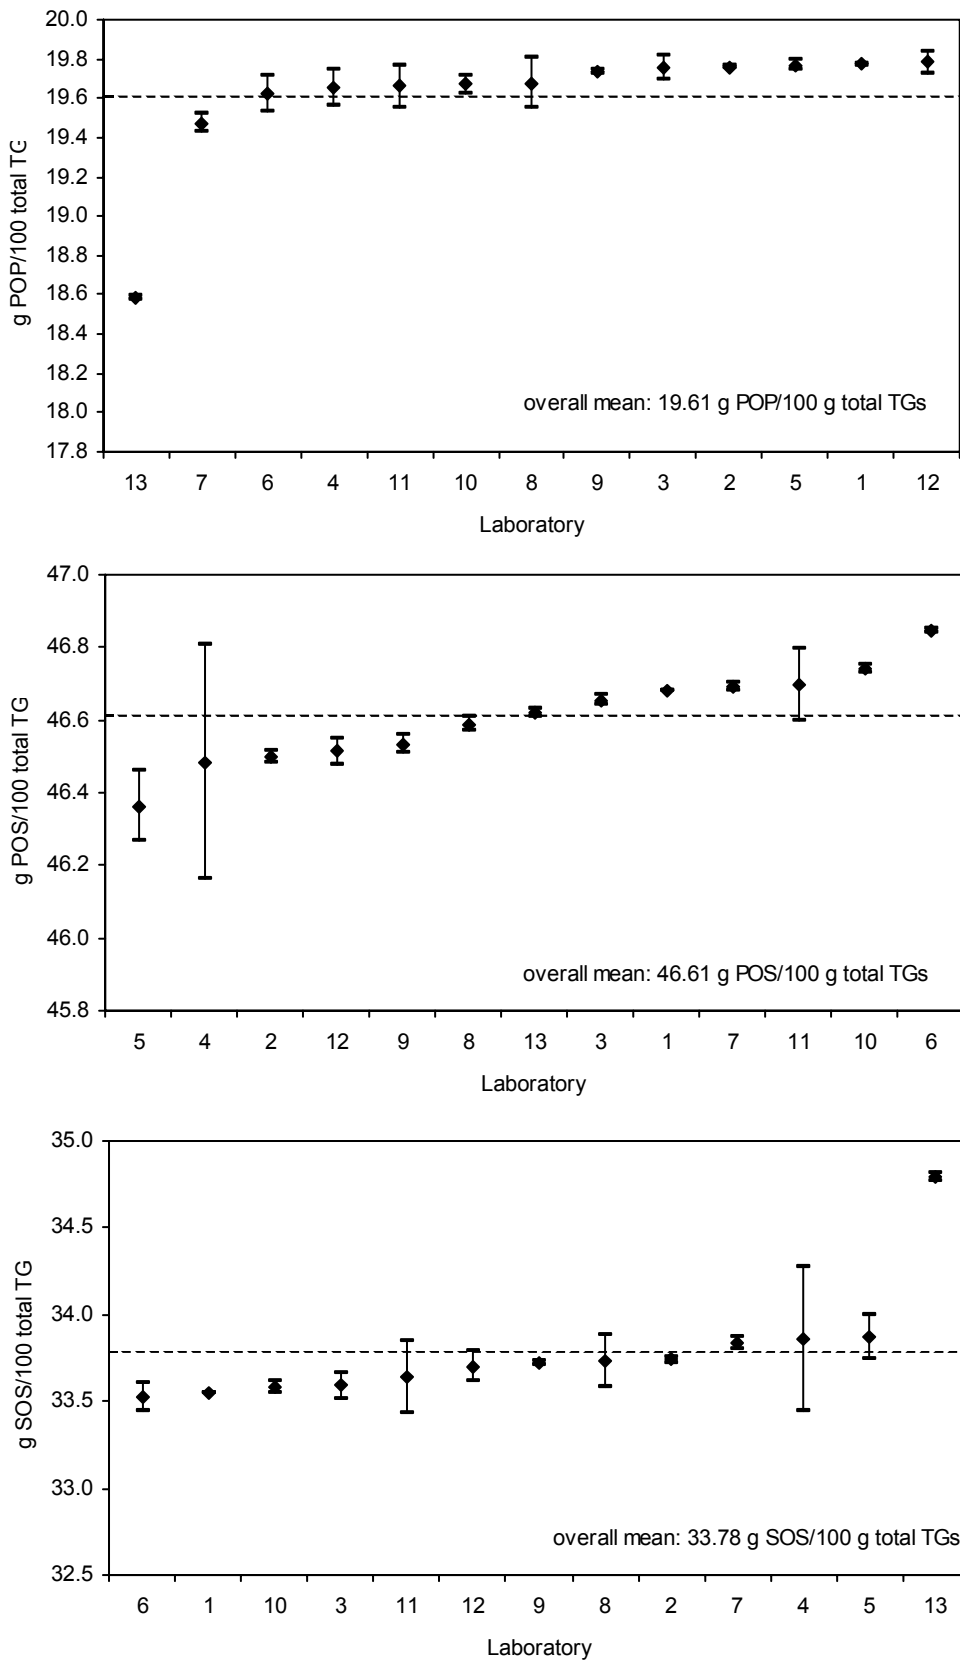 20.0
19.8
19.6
19.4
19.2
19.0
18.8
18.6
18.4
18.2
18.0
17.8
g POP/100 total TG
overall mean: 19.61 g POP/100 g total TGs
13 7 6 4 11 10 8 9 3 2 5 1 12
Laboratory
47.0
46.8
46.6
46.4
46.2
46.0
45.8
g POS/100 total TG
overall mean: 46.61 g POS/100 g total TGs
5 4 2 12 9 8 13 3 1 7 11 10 6
Laboratory
35.0
34.5
34.0
33.5
33.0
32.5
g SOS/100 total TG
overall mean: 33.78 g SOS/100 g total TGs
6 1 10 3 11 12 9 8 2 7 4 5 13
Laboratory